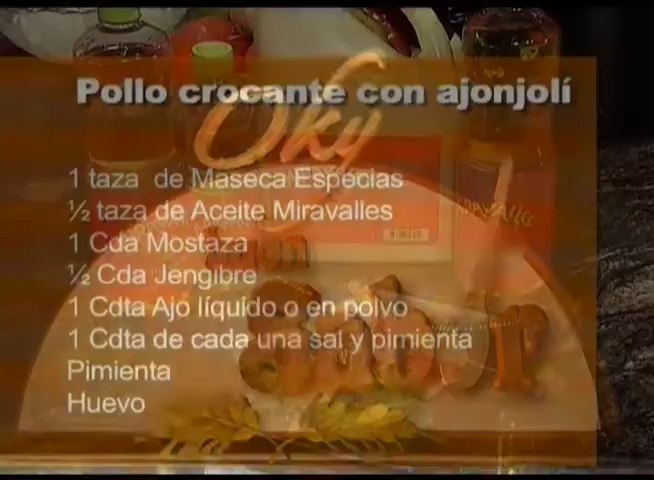 Pollo crocante con ajonjolí
Oky
1 taza de Maseca Especias
½ taza de Aceite Miravalles
1 Cda Mostaza
½ Cda Jengibre
1 Cdta Ajo líquido o en polvo
1 Cdta de cada una sal y pimienta
Pimienta
Huevo